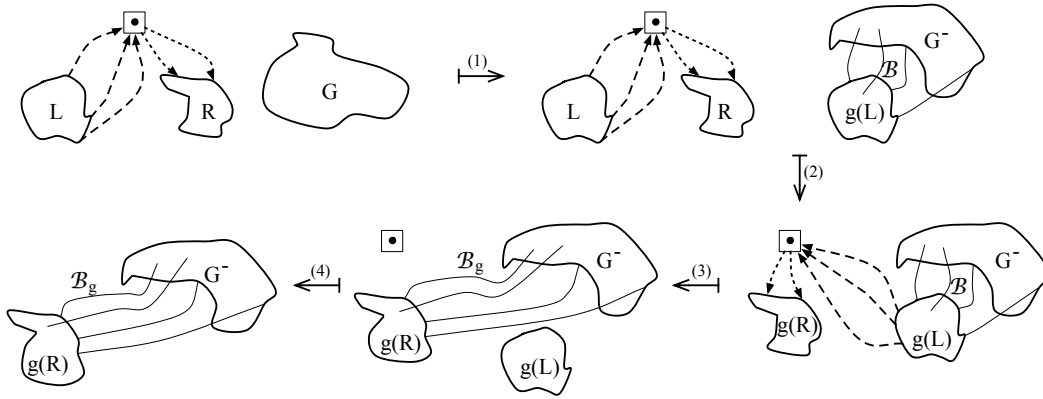 L R G (1) L R G⁻ ℬ g(L)
(2)
ℬg G⁻ g(R) (4) ℬg G⁻ g(R) g(L) (3) g(R) G⁻ ℬ g(L)